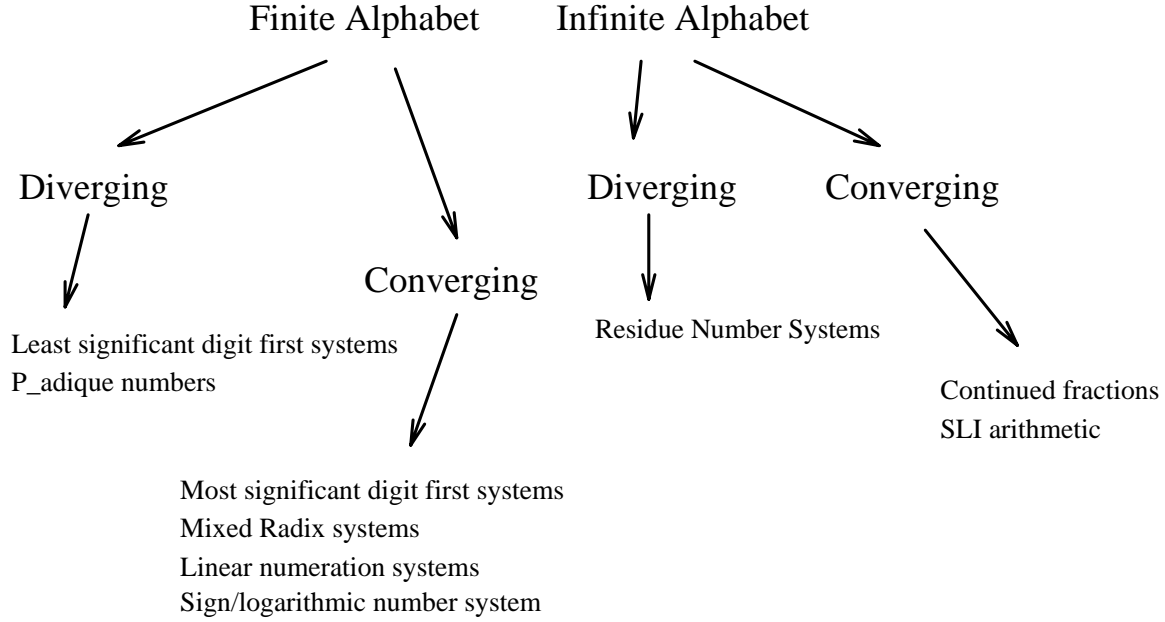 Finite Alphabet
Infinite Alphabet
Diverging
Diverging
Converging
Converging
Residue Number Systems
Least significant digit first systems
P_adique numbers
Continued fractions
SLI arithmetic
Most significant digit first systems
Mixed Radix systems
Linear numeration systems
Sign/logarithmic number system